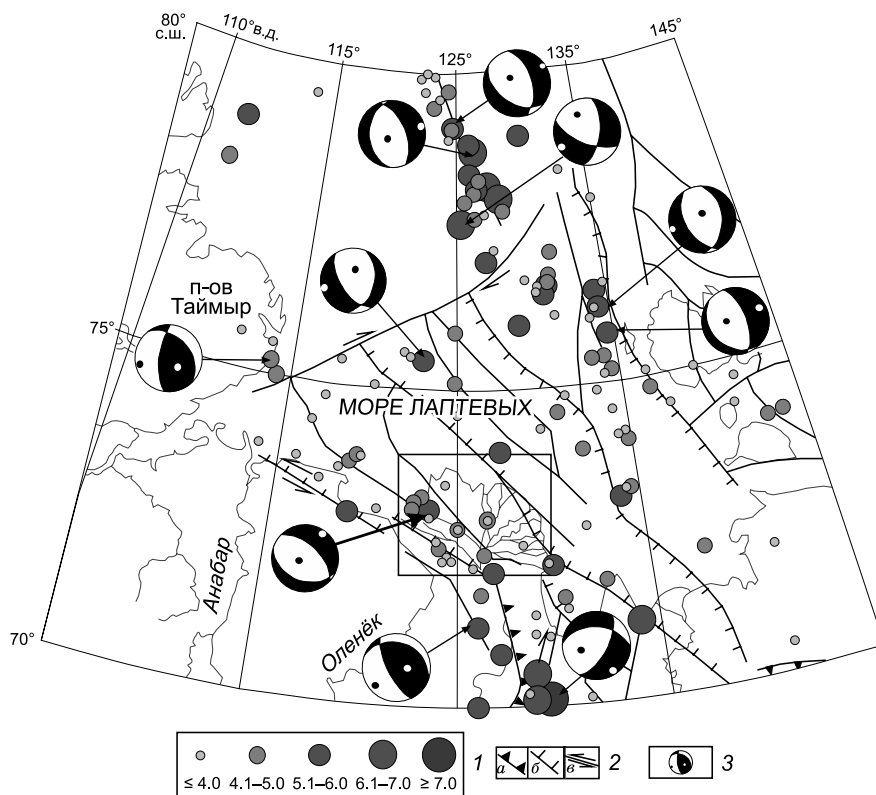 80°
с.ш.
110°в.д.
115°
125°
135°
145°
п-ов
Таймыр
75°
МОРЕ ЛАПТЕВЫХ
Анабар
70°
Оленёк
≤ 4.0
4.1–5.0
5.1–6.0
6.1–7.0
≥ 7.0
1
а
б
в
2
3